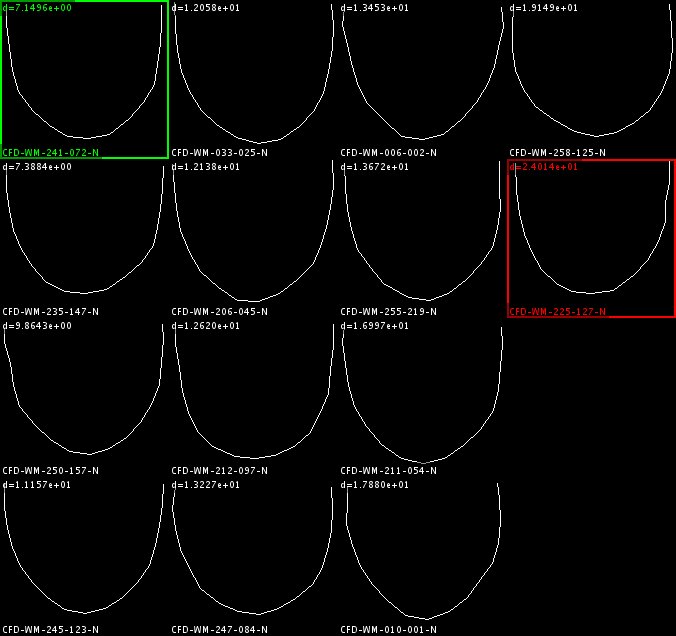 d=7.1496e+00
d=1.2058e+01
d=1.3453e+01
d=1.9149e+01
CFD-WM-241-072-N
CFD-WM-033-025-N
CFD-WM-006-002-N
CFD-WM-258-125-N
d=7.3884e+00
d=1.2138e+01
d=1.3672e+01
d=2.4014e+01
CFD-WM-235-147-N
CFD-WM-206-045-N
CFD-WM-255-219-N
CFD-WM-225-127-N
d=9.8643e+00
d=1.2620e+01
d=1.6997e+01
CFD-WM-250-157-N
CFD-WM-212-097-N
CFD-WM-211-054-N
d=1.1157e+01
d=1.3227e+01
d=1.7880e+01
CFD-WM-245-123-N
CFD-WM-247-084-N
CFD-WM-010-001-N